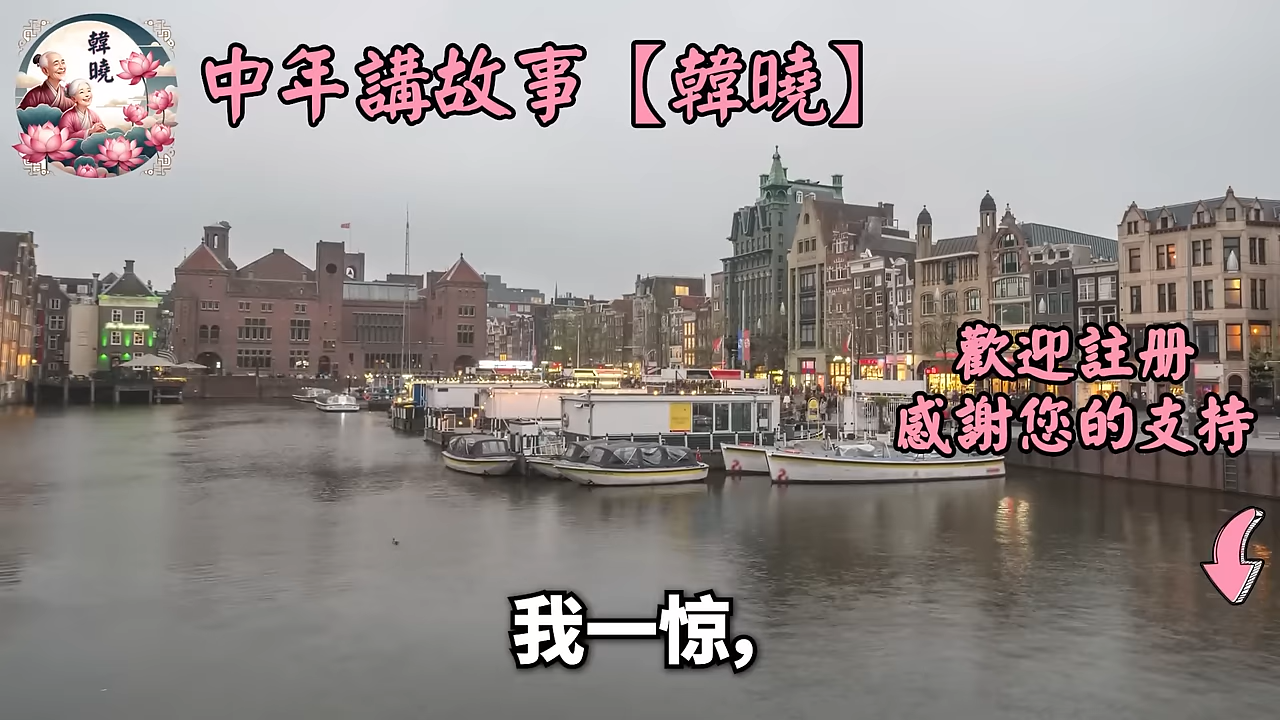 韓曉
中年講故事【韓曉】
歡迎註册
感謝您的支持
我一惊,